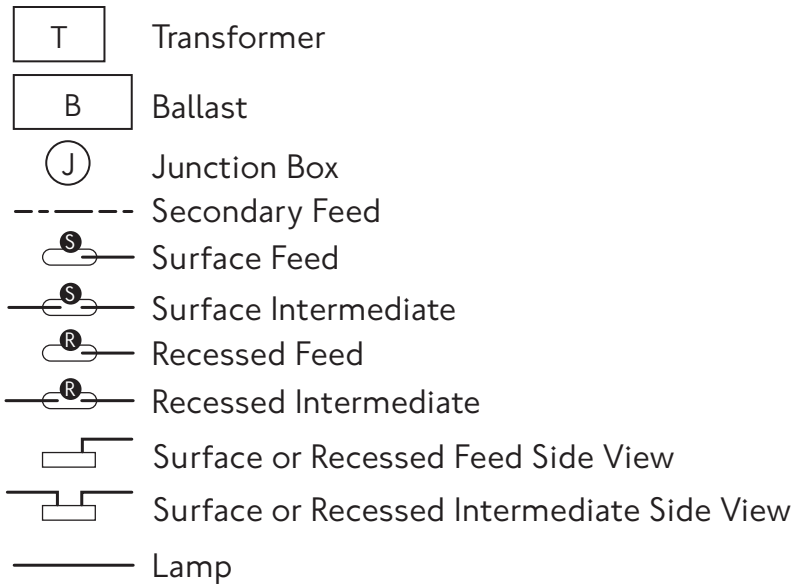 T Transformer
B Ballast
J Junction Box
Secondary Feed
S Surface Feed
S Surface Intermediate
R Recessed Feed
R Recessed Intermediate
Surface or Recessed Feed Side View
Surface or Recessed Intermediate Side View
Lamp